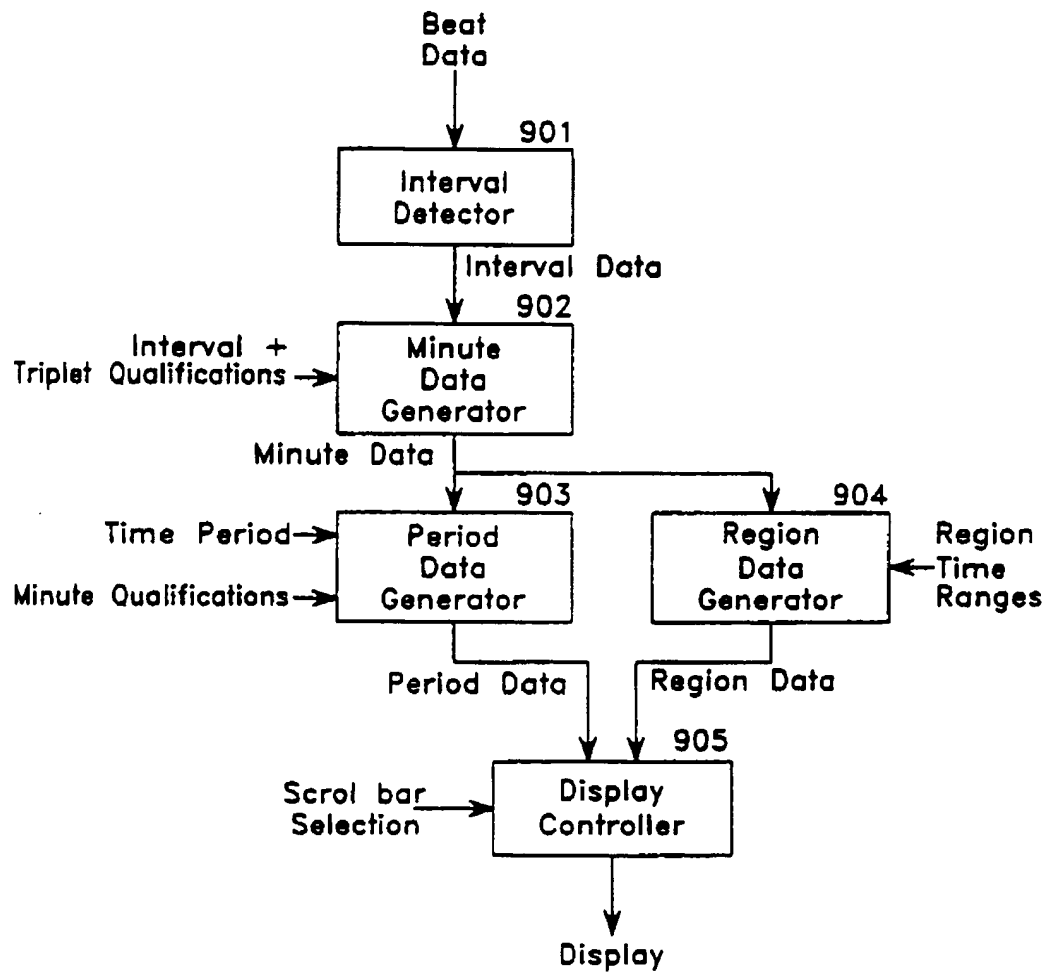 Beat
Data
901
Interval
Detector
Interval Data
902
Interval +
Triplet Qualifications
Minute
Data
Generator
Minute Data
903
904
Time Period
Minute Qualifications
Period
Data
Generator
Region
Data
Generator
Region
Time
Ranges
Period Data
Region Data
905
Scrol bar
Selection
Display
Controller
Display